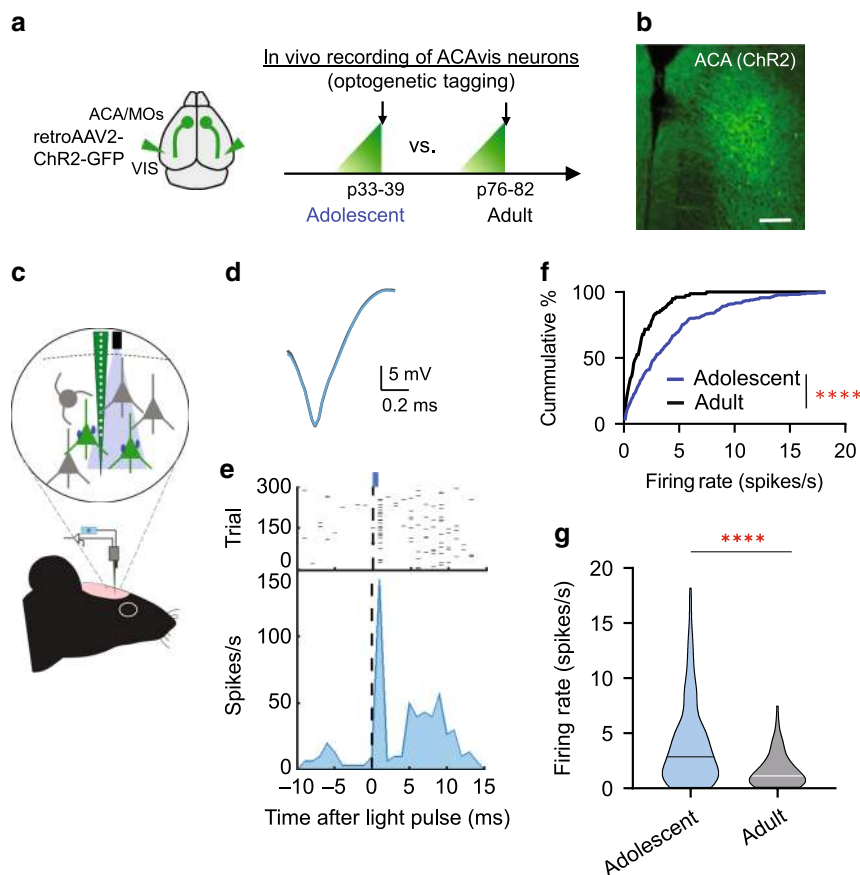 a
In vivo recording of ACAvis neurons
(optogenetic tagging)
ACA/MOs
retroAAV2-
ChR2-GFP
VIS
vs.
p33-39
p76-82
Adolescent
Adult
b
ACA (ChR2)
c
d
5 mV
0.2 ms
e
300
150
0
Trial
150
100
50
0
Spikes/s
−10
−5
0
5
10
15
Time after light pulse (ms)
f
Cummulative %
100
50
0
Adolescent
Adult
****
0
5
10
15
20
Firing rate (spikes/s)
g
****
20
15
10
5
0
Firing rate (spikes/s)
Adolescent
Adult